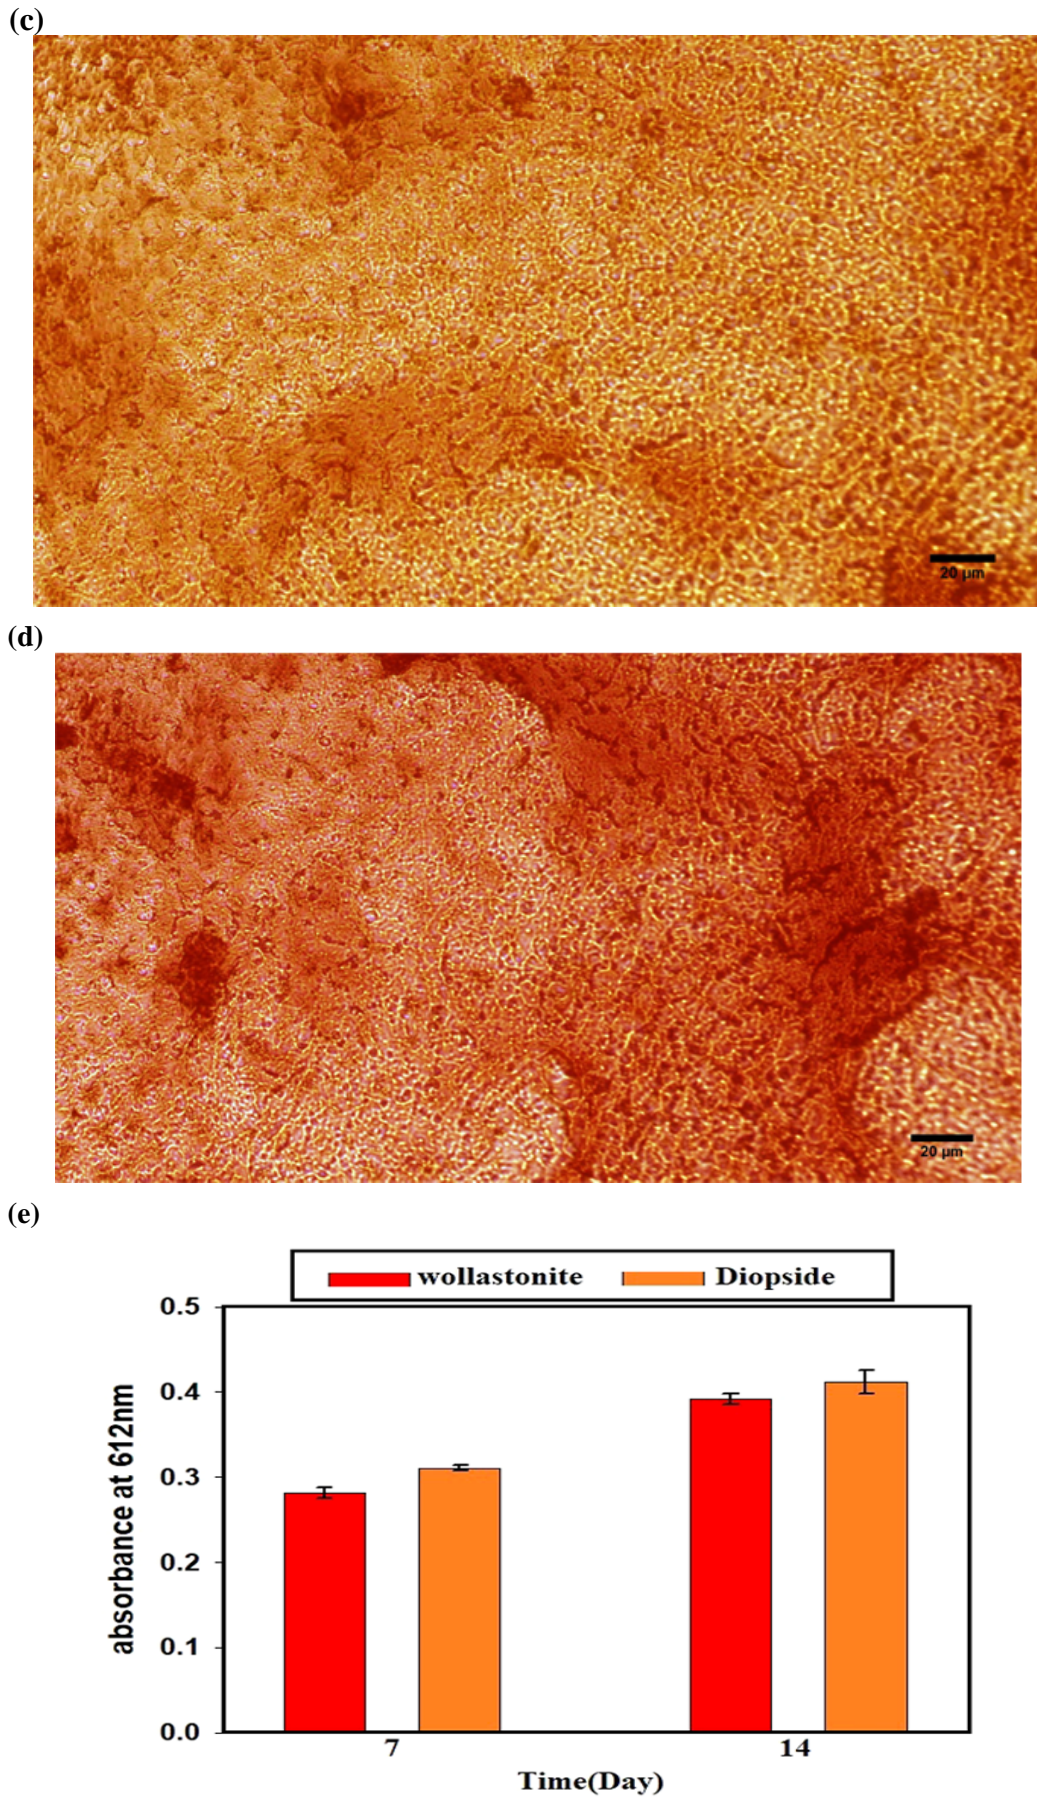 (c)
20 µm
(d)
20 µm
(e)
wollastonite Diopside
0.5
0.4
0.3
0.2
0.1
0.0
absorbance at 612nm
7 14
Time(Day)